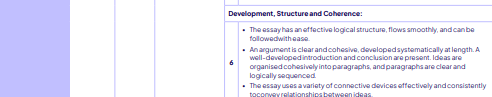 Development, Structure and Coherence:
• The essay has an effective logical structure, flows smoothly, and can be
followed with ease.
• An argument is clear and cohesive, developed systematically at length. A
well-developed introduction and conclusion are present. Ideas are
6
organised cohesively into paragraphs, and paragraphs are clear and
logically sequenced.
• The essay uses a variety of connective devices effectively and consistently
to convey relationships between ideas.